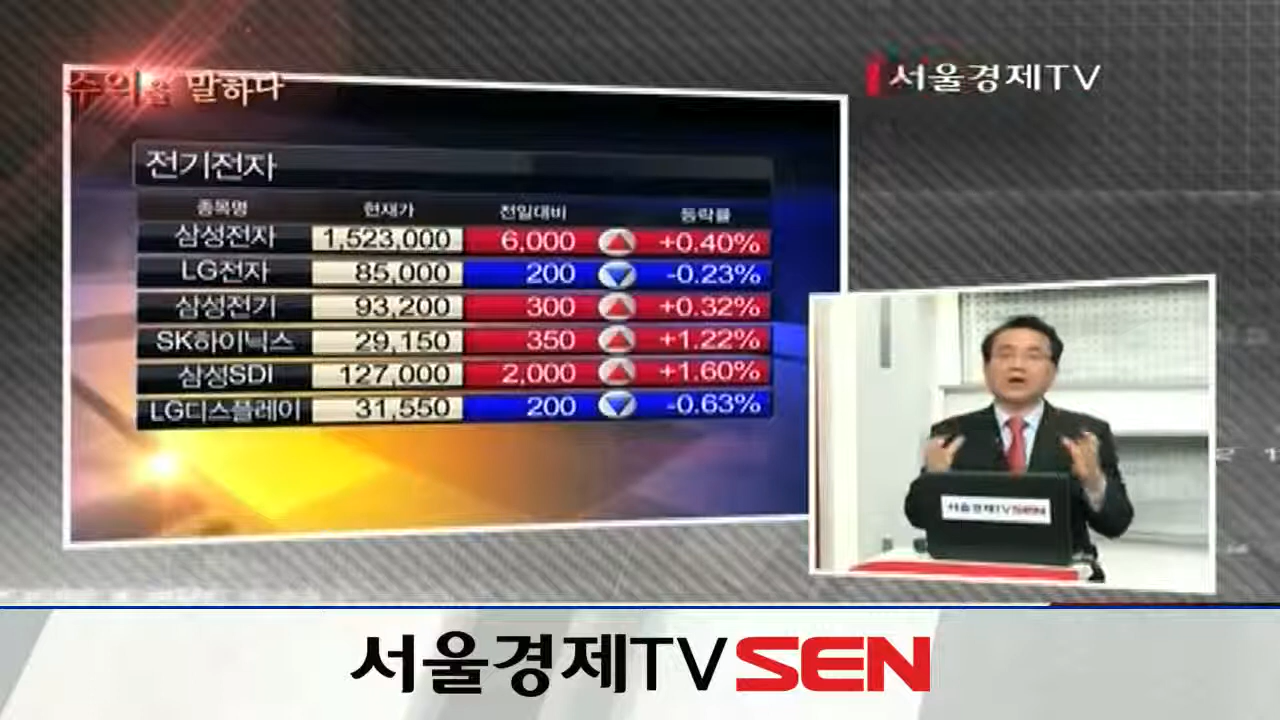 수익을 말하다
서울경제TV
전기전자
종목명 현재가 전일대비 등락률
삼성전자 1,523,000 6,000 +0.40%
LG전자 85,000 200 -0.23%
삼성전기 93,200 300 +0.32%
SK하이닉스 29,150 350 +1.22%
삼성SDI 127,000 2,000 +1.60%
LG디스플레이 31,550 200 -0.63%
서울경제TV SEN
서울경제TV SEN